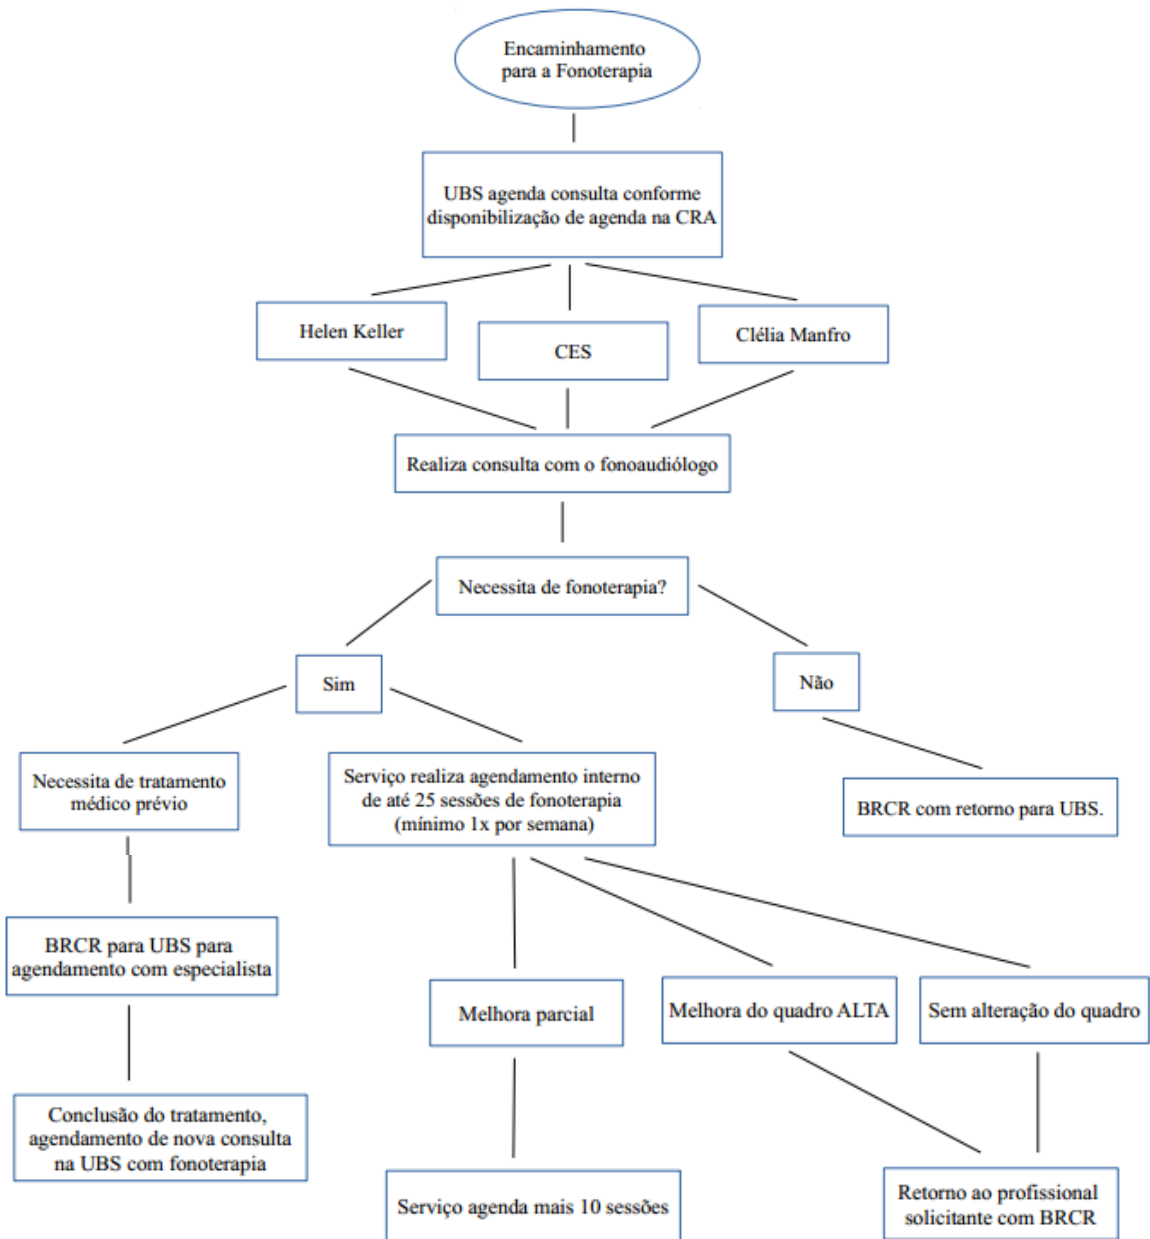 Encaminhamento
para a Fonoterapia
UBS agenda consulta conforme
disponibilização de agenda na CRA
Helen Keller
CES
Clélia Manfro
Realiza consulta com o fonoaudiólogo
Necessita de fonoterapia?
Sim
Não
Necessita de tratamento
médico prévio
Serviço realiza agendamento interno
de até 25 sessões de fonoterapia
(mínimo 1x por semana)
BRCR com retorno para UBS.
BRCR para UBS para
agendamento com especialista
Melhora parcial
Melhora do quadro ALTA
Sem alteração do quadro
Conclusão do tratamento,
agendamento de nova consulta
na UBS com fonoterapia
Serviço agenda mais 10 sessões
Retorno ao profissional
solicitante com BRCR